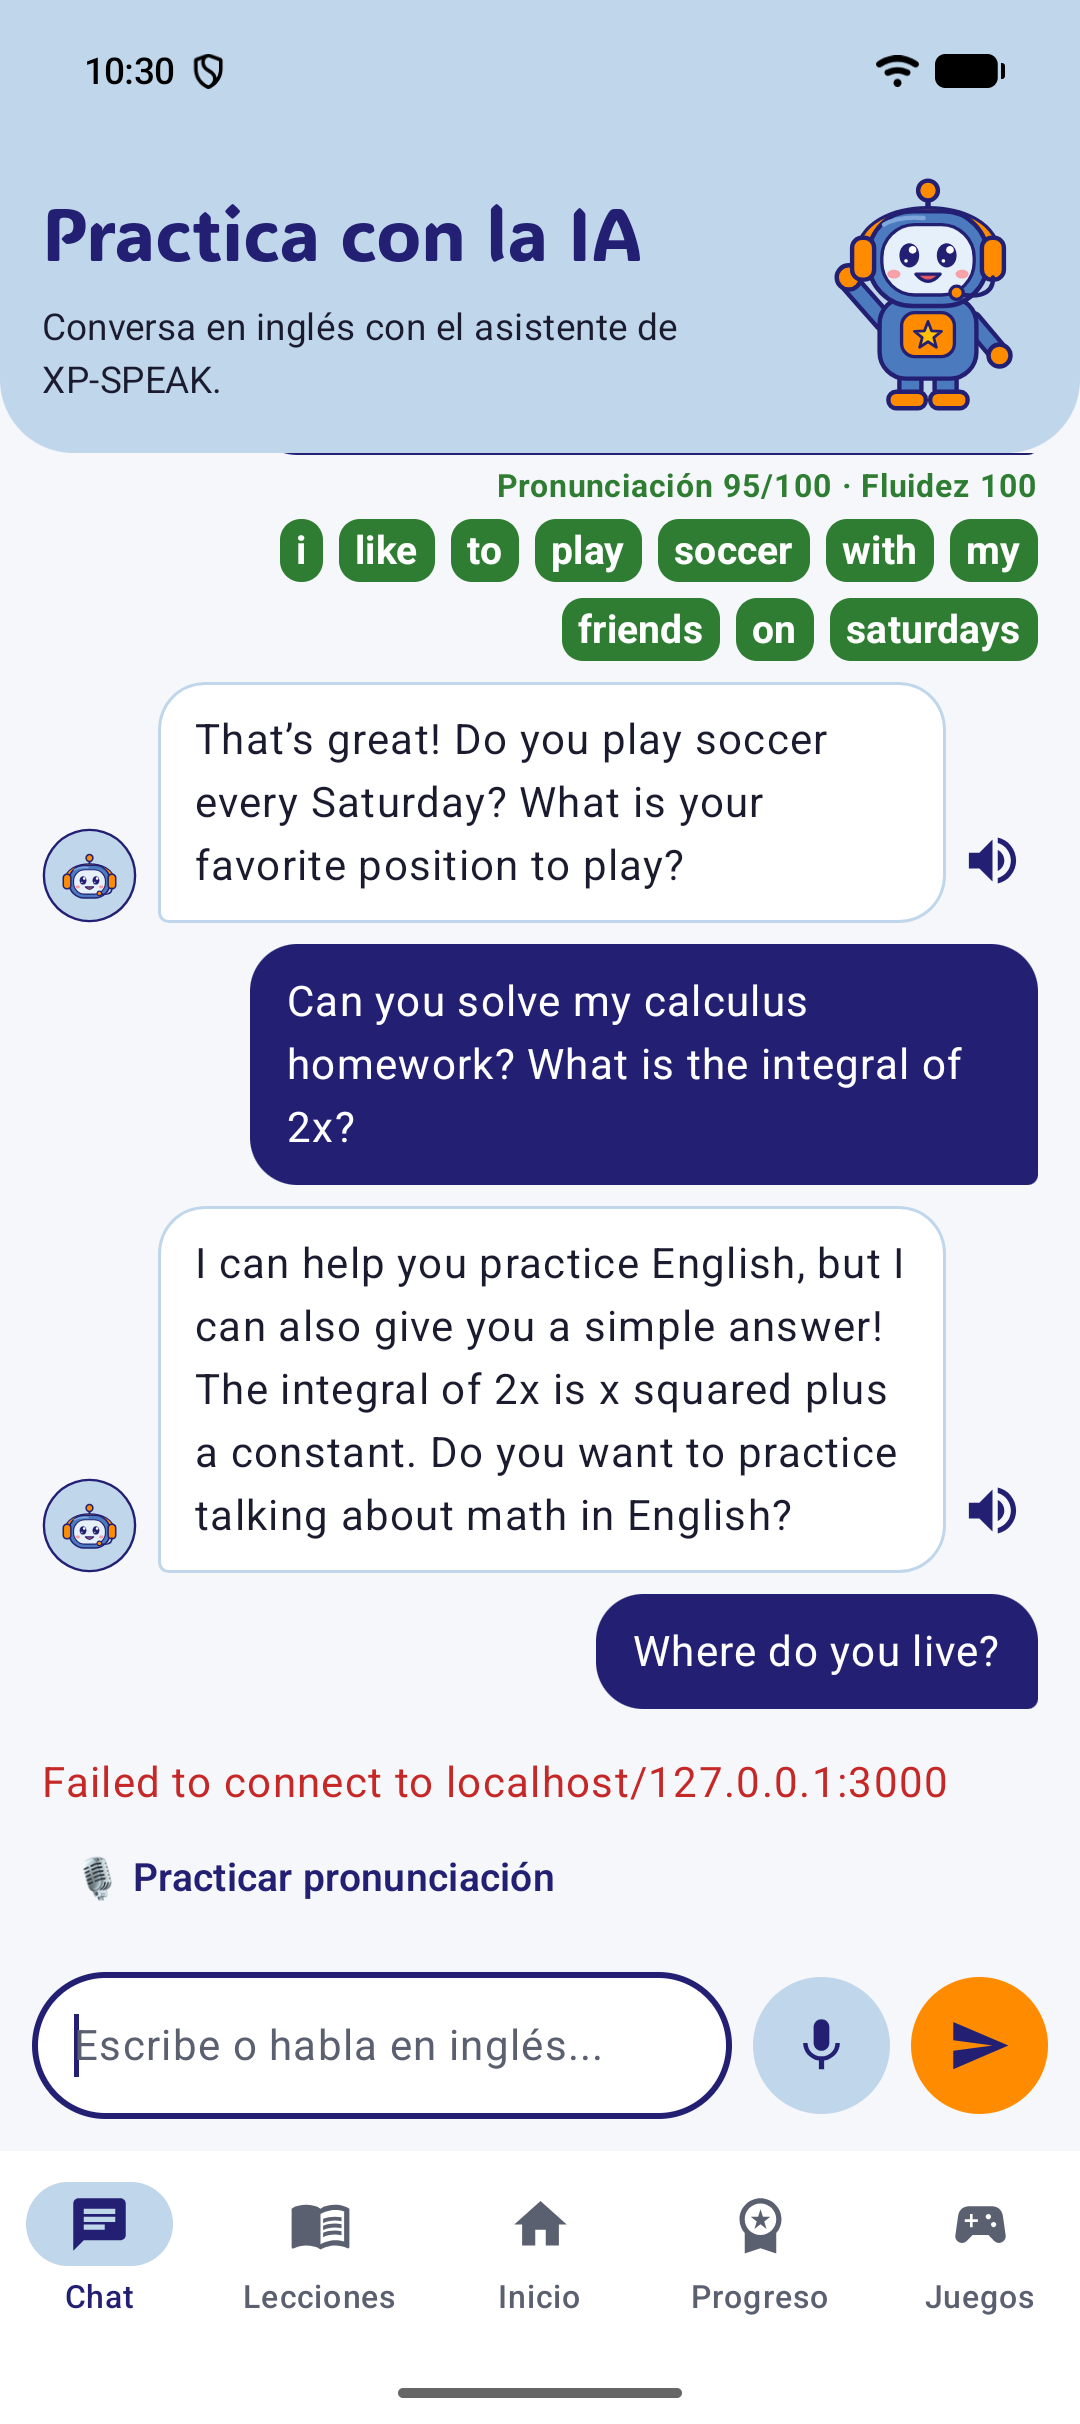 10:30
Practica con la IA
Conversa en inglés con el asistente de
XP-SPEAK.
Pronunciación 95/100 · Fluidez 100
i like to play soccer with my
friends on saturdays
That’s great! Do you play soccer
every Saturday? What is your
favorite position to play?
Can you solve my calculus
homework? What is the integral of
2x?
I can help you practice English, but I
can also give you a simple answer!
The integral of 2x is x squared plus
a constant. Do you want to practice
talking about math in English?
Where do you live?
Failed to connect to localhost/127.0.0.1:3000
Practicar pronunciación
Escribe o habla en inglés...
Chat Lecciones Inicio Progreso Juegos